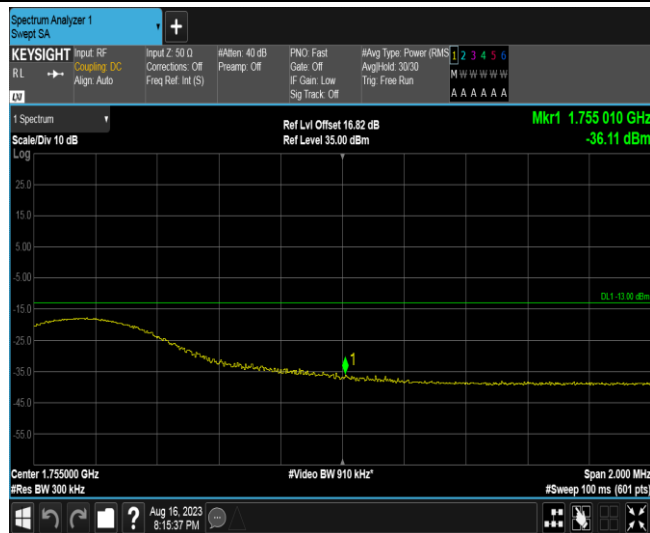 Spectrum Analyzer 1
Swept SA
+
KEYSIGHT
RL
Input: RF
Coupling: DC
Align: Auto
Input Z: 50 Ω
Corrections: Off
Freq Ref: Int (S)
#Atten: 40 dB
Preamp: Off
PNO: Fast
Gate: Off
IF Gain: Low
Sig Track: Off
#Avg Type: Power (RMS
Avg|Hold: 30/30
Trig: Free Run
1 2 3 4 5 6
M W W W W W
A A A A A A
1 Spectrum
Scale/Div 10 dB
Ref Lvl Offset 16.82 dB
Ref Level 35.00 dBm
Mkr1 1.755 010 GHz
-36.11 dBm
Log
25.0
15.0
5.00
-5.00
-15.0
-25.0
-35.0
-45.0
-55.0
DL1 -13.00 dBm
1
Center 1.755000 GHz
#Res BW 300 kHz
#Video BW 910 kHz*
Span 2.000 MHz
#Sweep 100 ms (601 pts)
?
Aug 16, 2023
8:15:37 PM